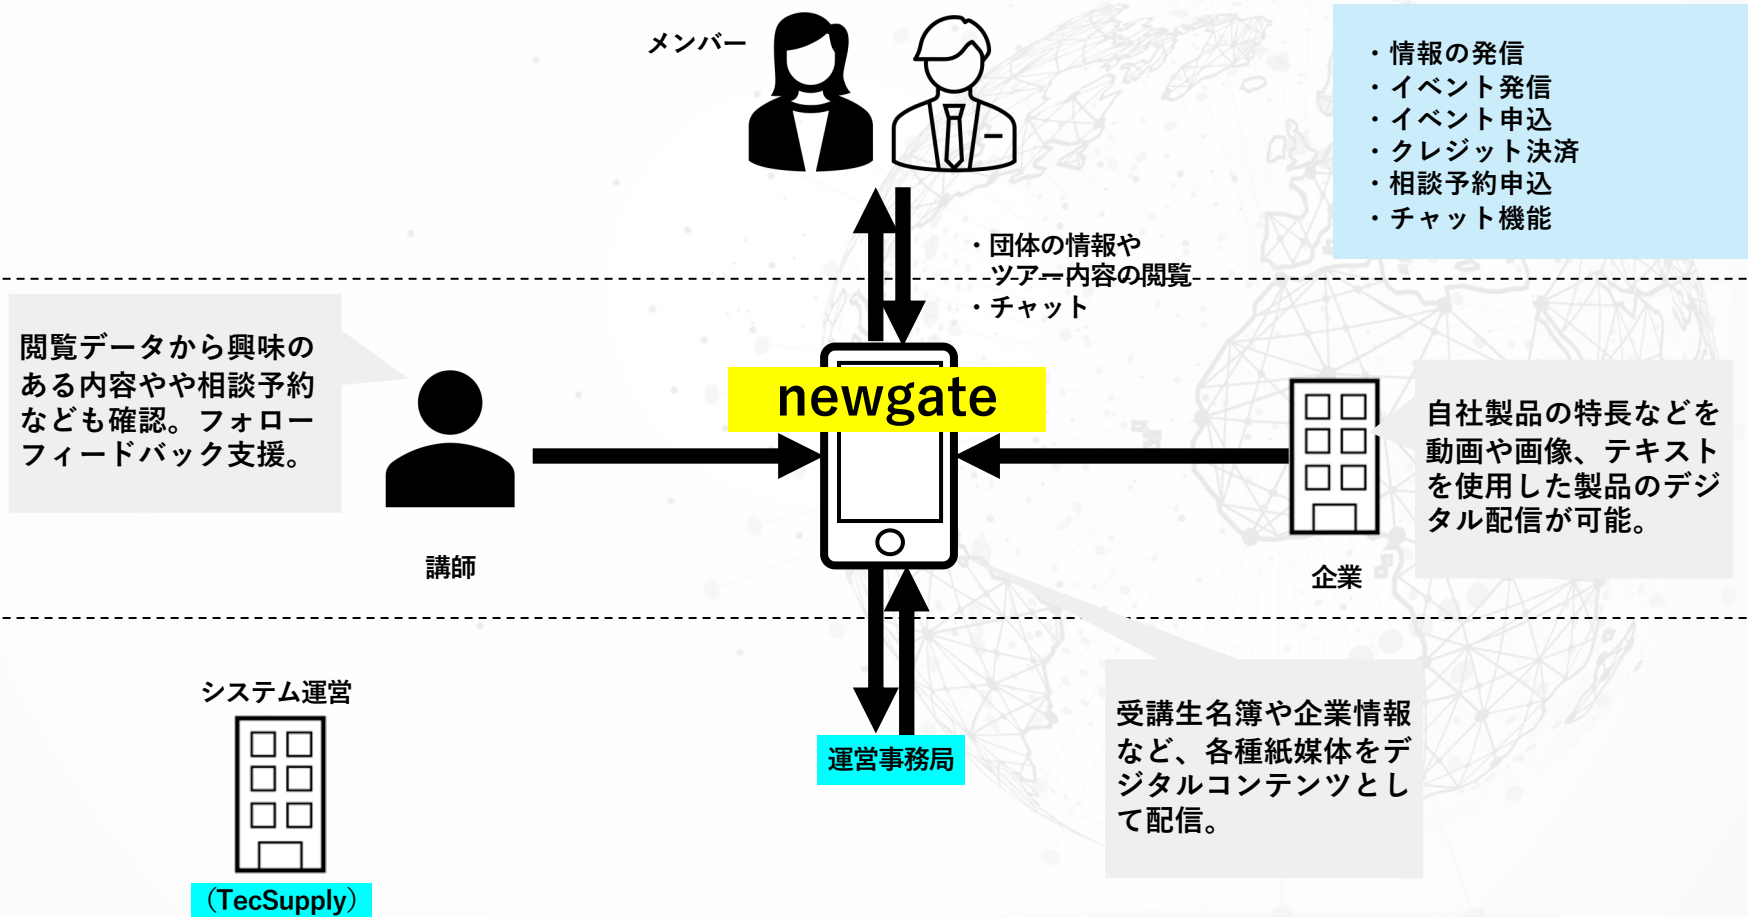 メンバー
・情報の発信
・イベント発信
・イベント申込
・クレジット決済
・相談予約申込
・チャット機能
・団体の情報や
ツアー内容の閲覧
・チャット
閲覧データから興味の
ある内容やや相談予約
なども確認。フォロー
フィードバック支援。
講師
newgate
企業
自社製品の特長などを
動画や画像、テキスト
を使用した製品のデジ
タル配信が可能。
システム運営
（TecSupply）
運営事務局
受講生名簿や企業情報
など、各種紙媒体をデ
ジタルコンテンツとし
て配信。